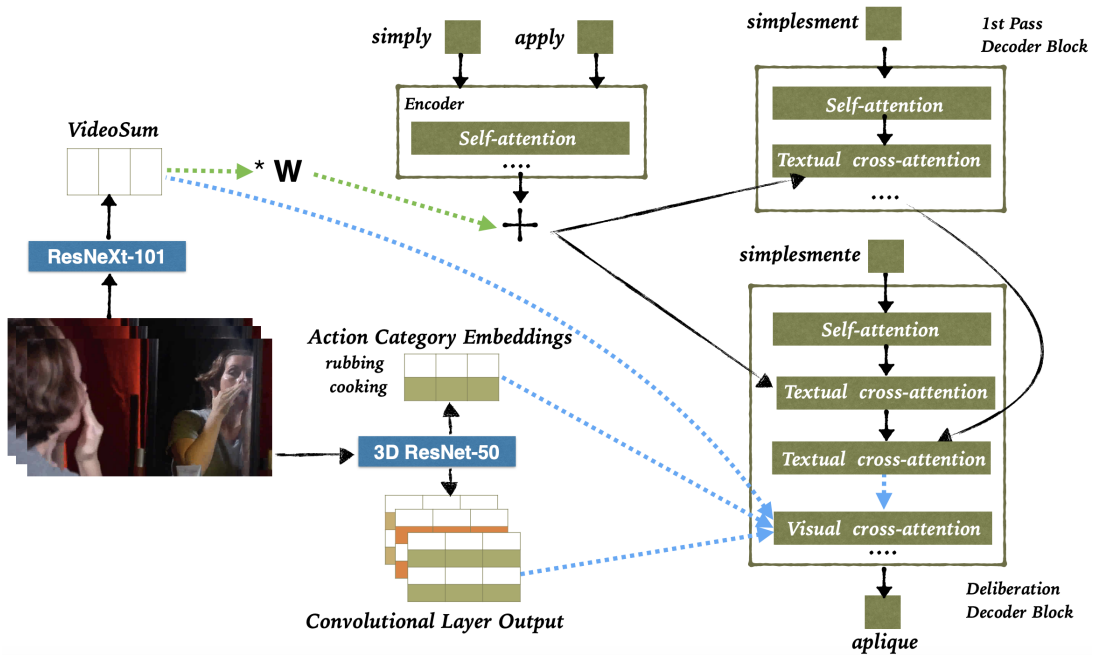 simply apply
Encoder
Self-attention
....
VideoSum
* W
ResNeXt-101
Action Category Embeddings
rubbing
cooking
3D ResNet-50
Convolutional Layer Output
simplesment
1st Pass
Decoder Block
Self-attention
Textual cross-attention
....
simplesmente
Self-attention
Textual cross-attention
Textual cross-attention
Visual cross-attention
....
Deliberation
Decoder Block
aplique